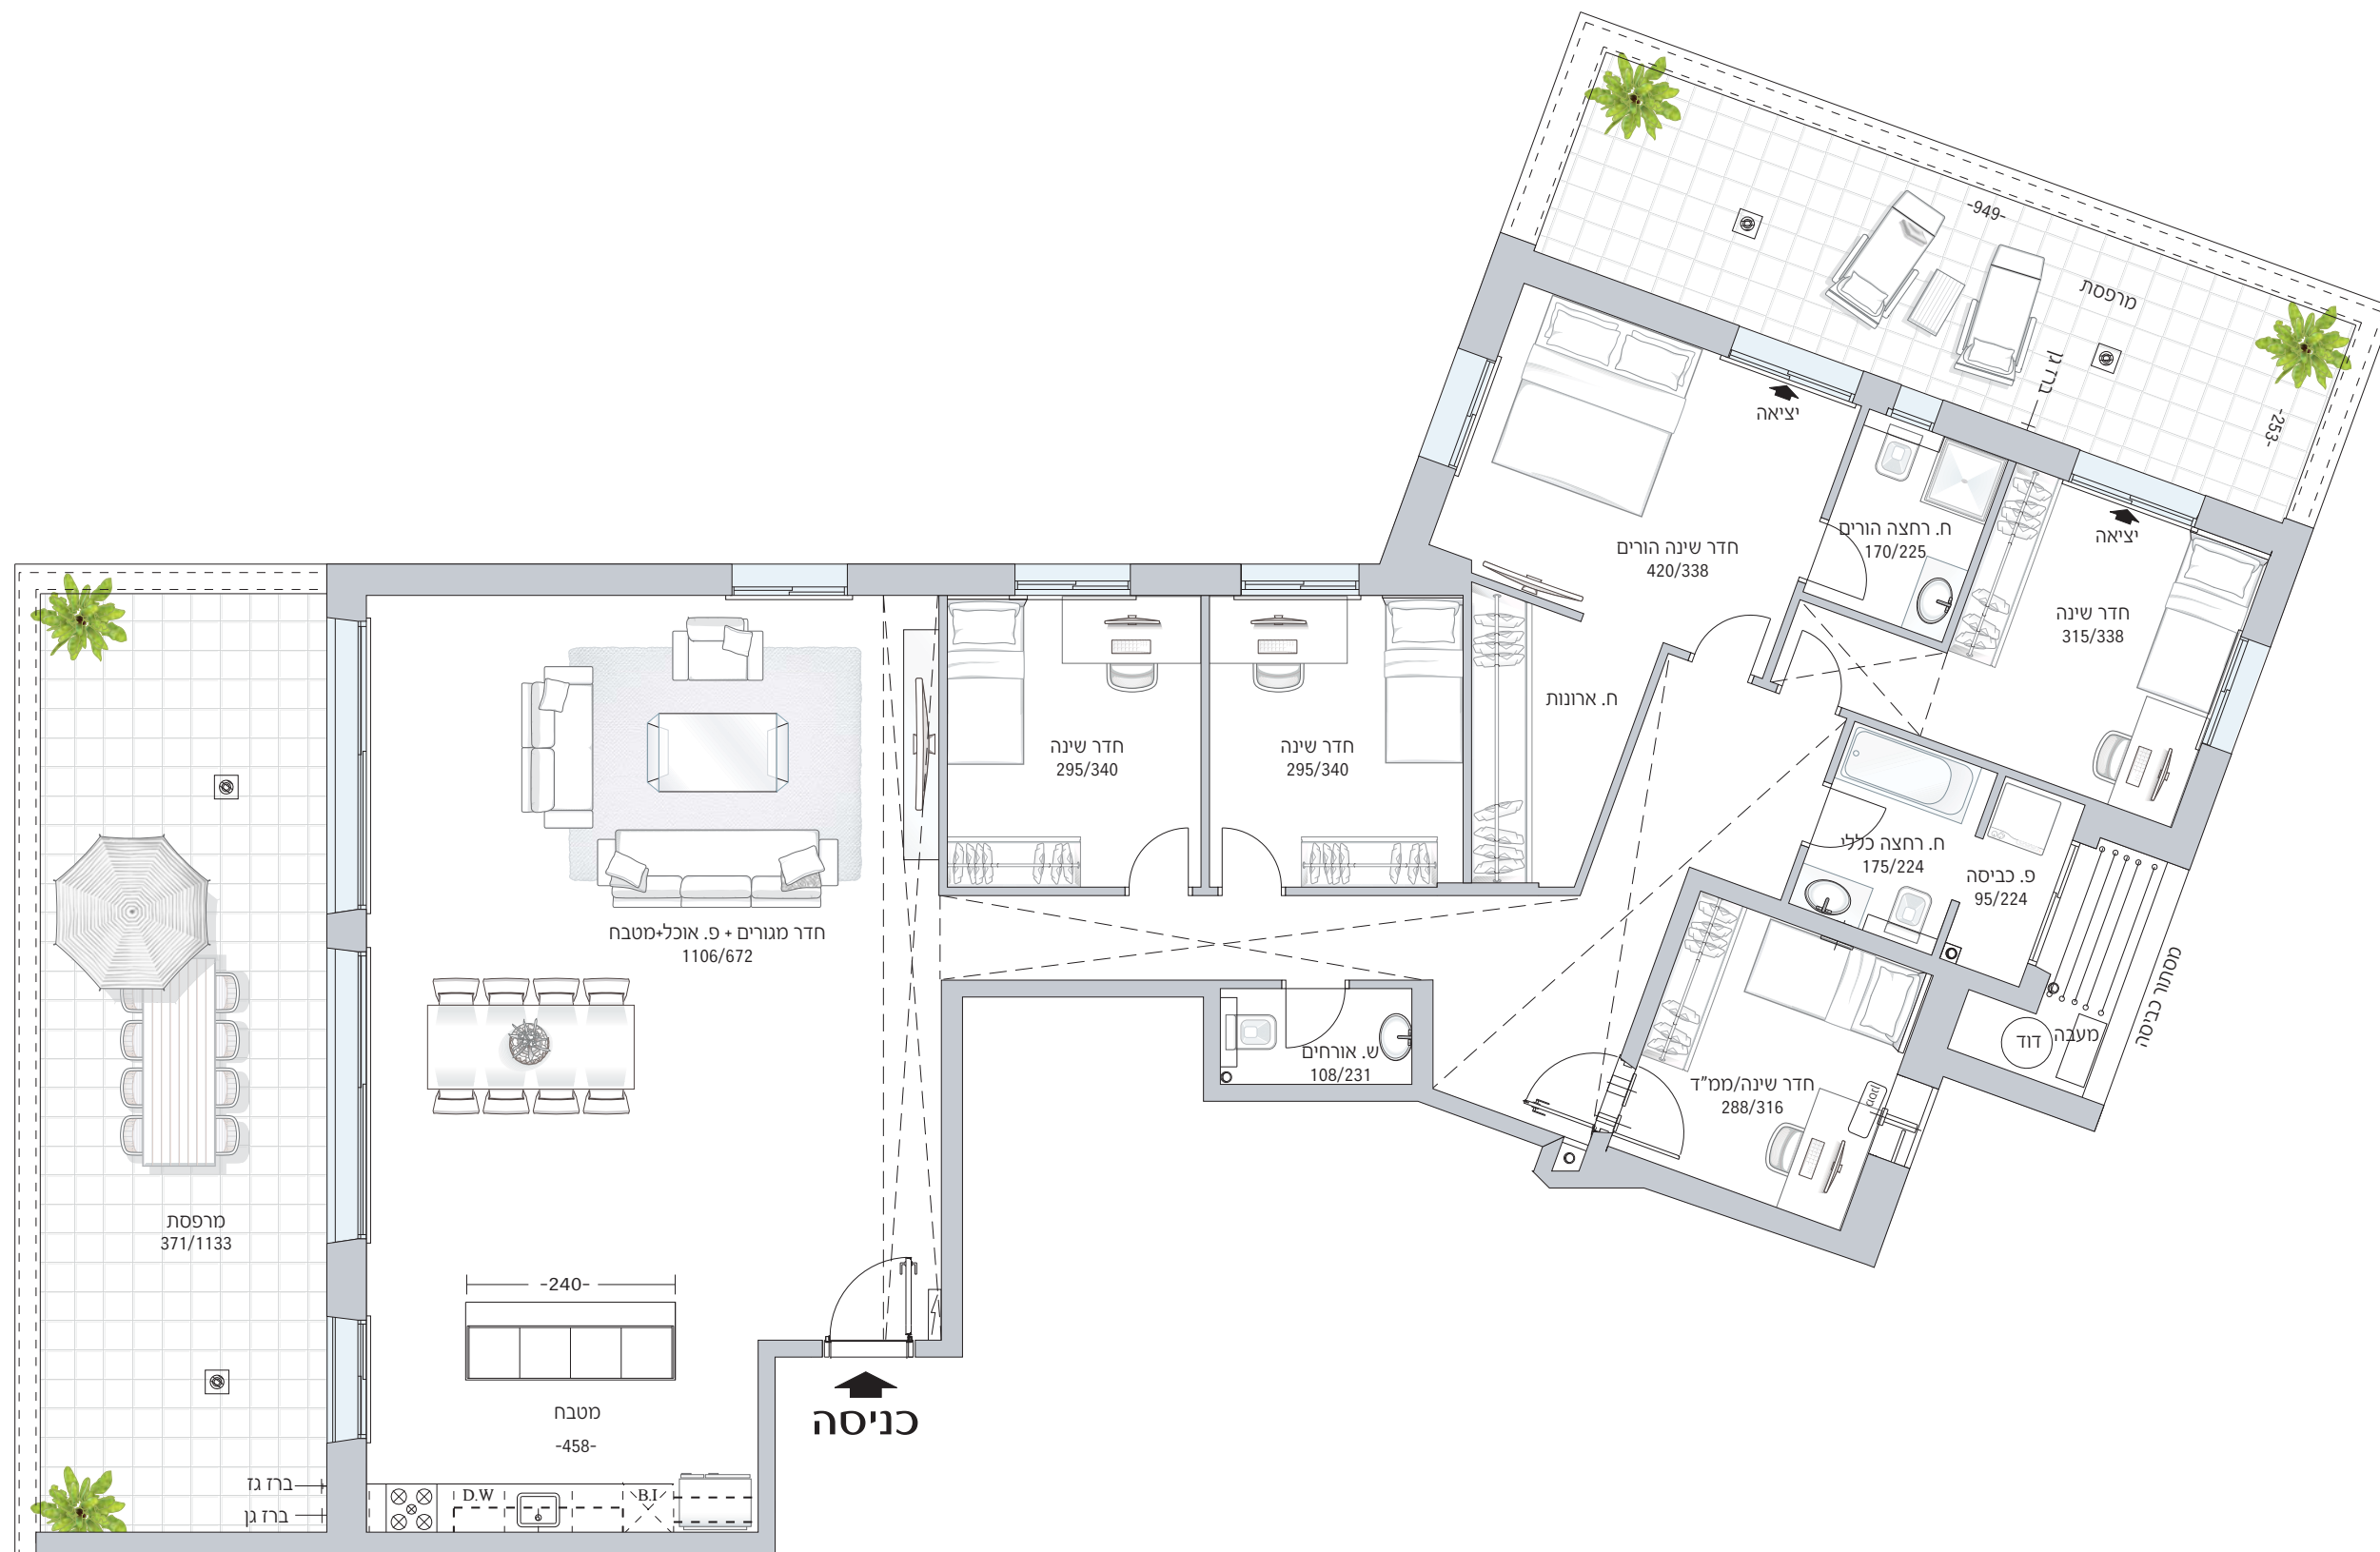 -949-
מרפסת
ברז גן
-253-
יציאה
יציאה
ח. רחצה הורים
170/225
חדר שינה הורים
420/338
חדר שינה
315/338
ח. ארונות
חדר שינה
295/340
חדר שינה
295/340
ח. רחצה כללי
175/224
פ. כביסה
95/224
מסתור כביסה
מעבה
דוד
חדר מגורים + פ. אוכל+מטבח
1106/672
ש. אורחים
108/231
חדר שינה/ממ"ד
288/316
מרפסת
371/1133
-240-
מטבח
-458-
כניסה
ברז גז
ברז גן
D.W
B.I